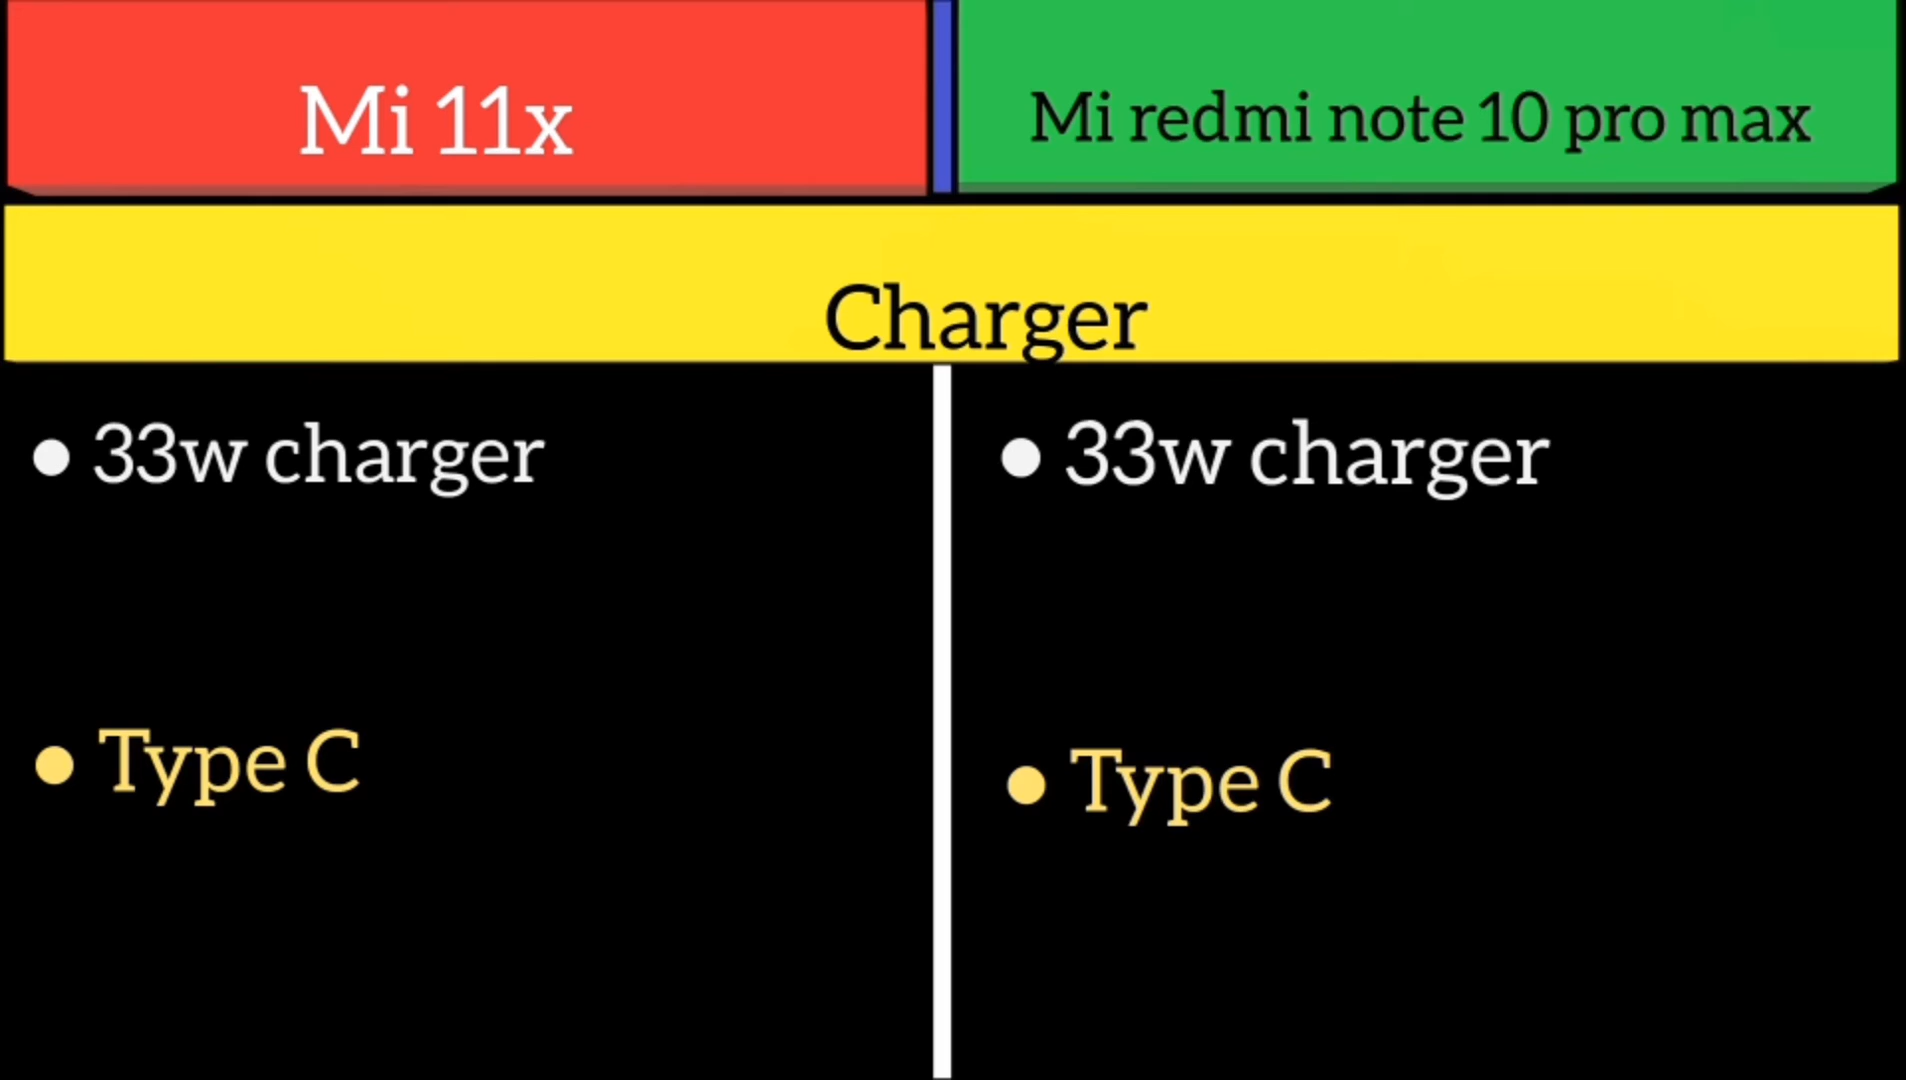 Mi 11x
Mi redmi note 10 pro max
Charger
• 33w charger
• 33w charger
• Type C
• Type C